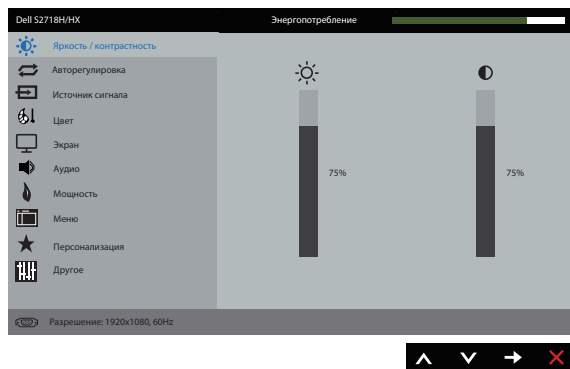 Dell S2718H/HX
Энергопотребление
Яркость / контрастность
Авторегулировка
Источник сигнала
Цвет
Экран
Аудио
Мощность
Меню
Персонализация
Другое
75%
75%
Разрешение: 1920x1080, 60Hz